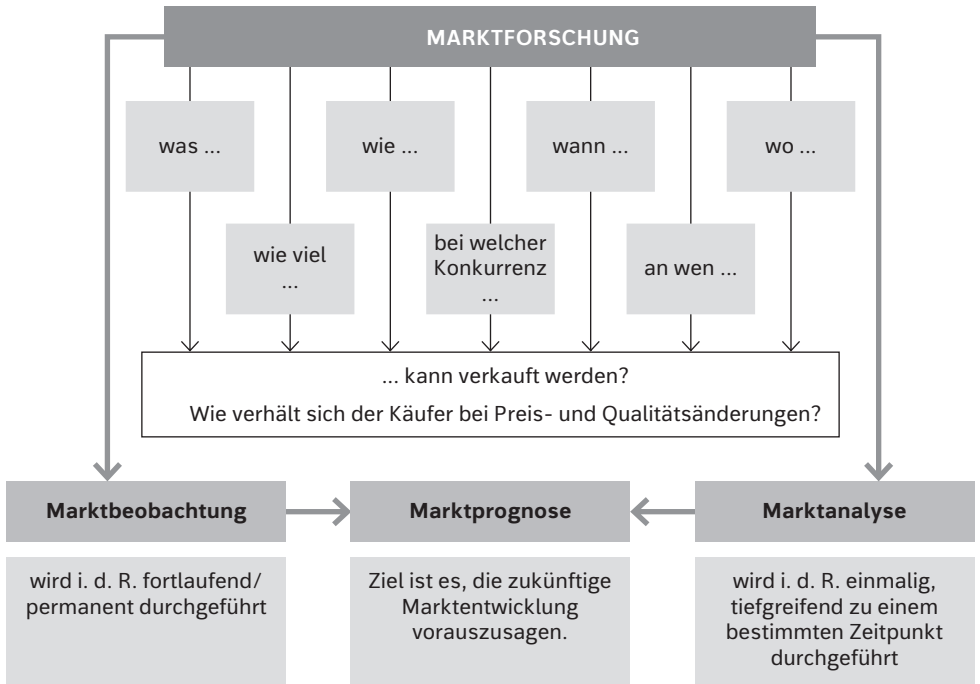 MARKTFORSCHUNG
was ...
wie ...
wann ...
wo ...
wie viel
...
bei welcher
Konkurrenz
...
an wen ...
... kann verkauft werden?
Wie verhält sich der Käufer bei Preis- und Qualitätsänderungen?
Marktbeobachtung
wird i. d. R. fortlaufend/
permanent durchgeführt
Marktprognose
Ziel ist es, die zukünftige
Marktentwicklung
vorauszusagen.
Marktanalyse
wird i. d. R. einmalig,
tiefgreifend zu einem
bestimmten Zeitpunkt
durchgeführt